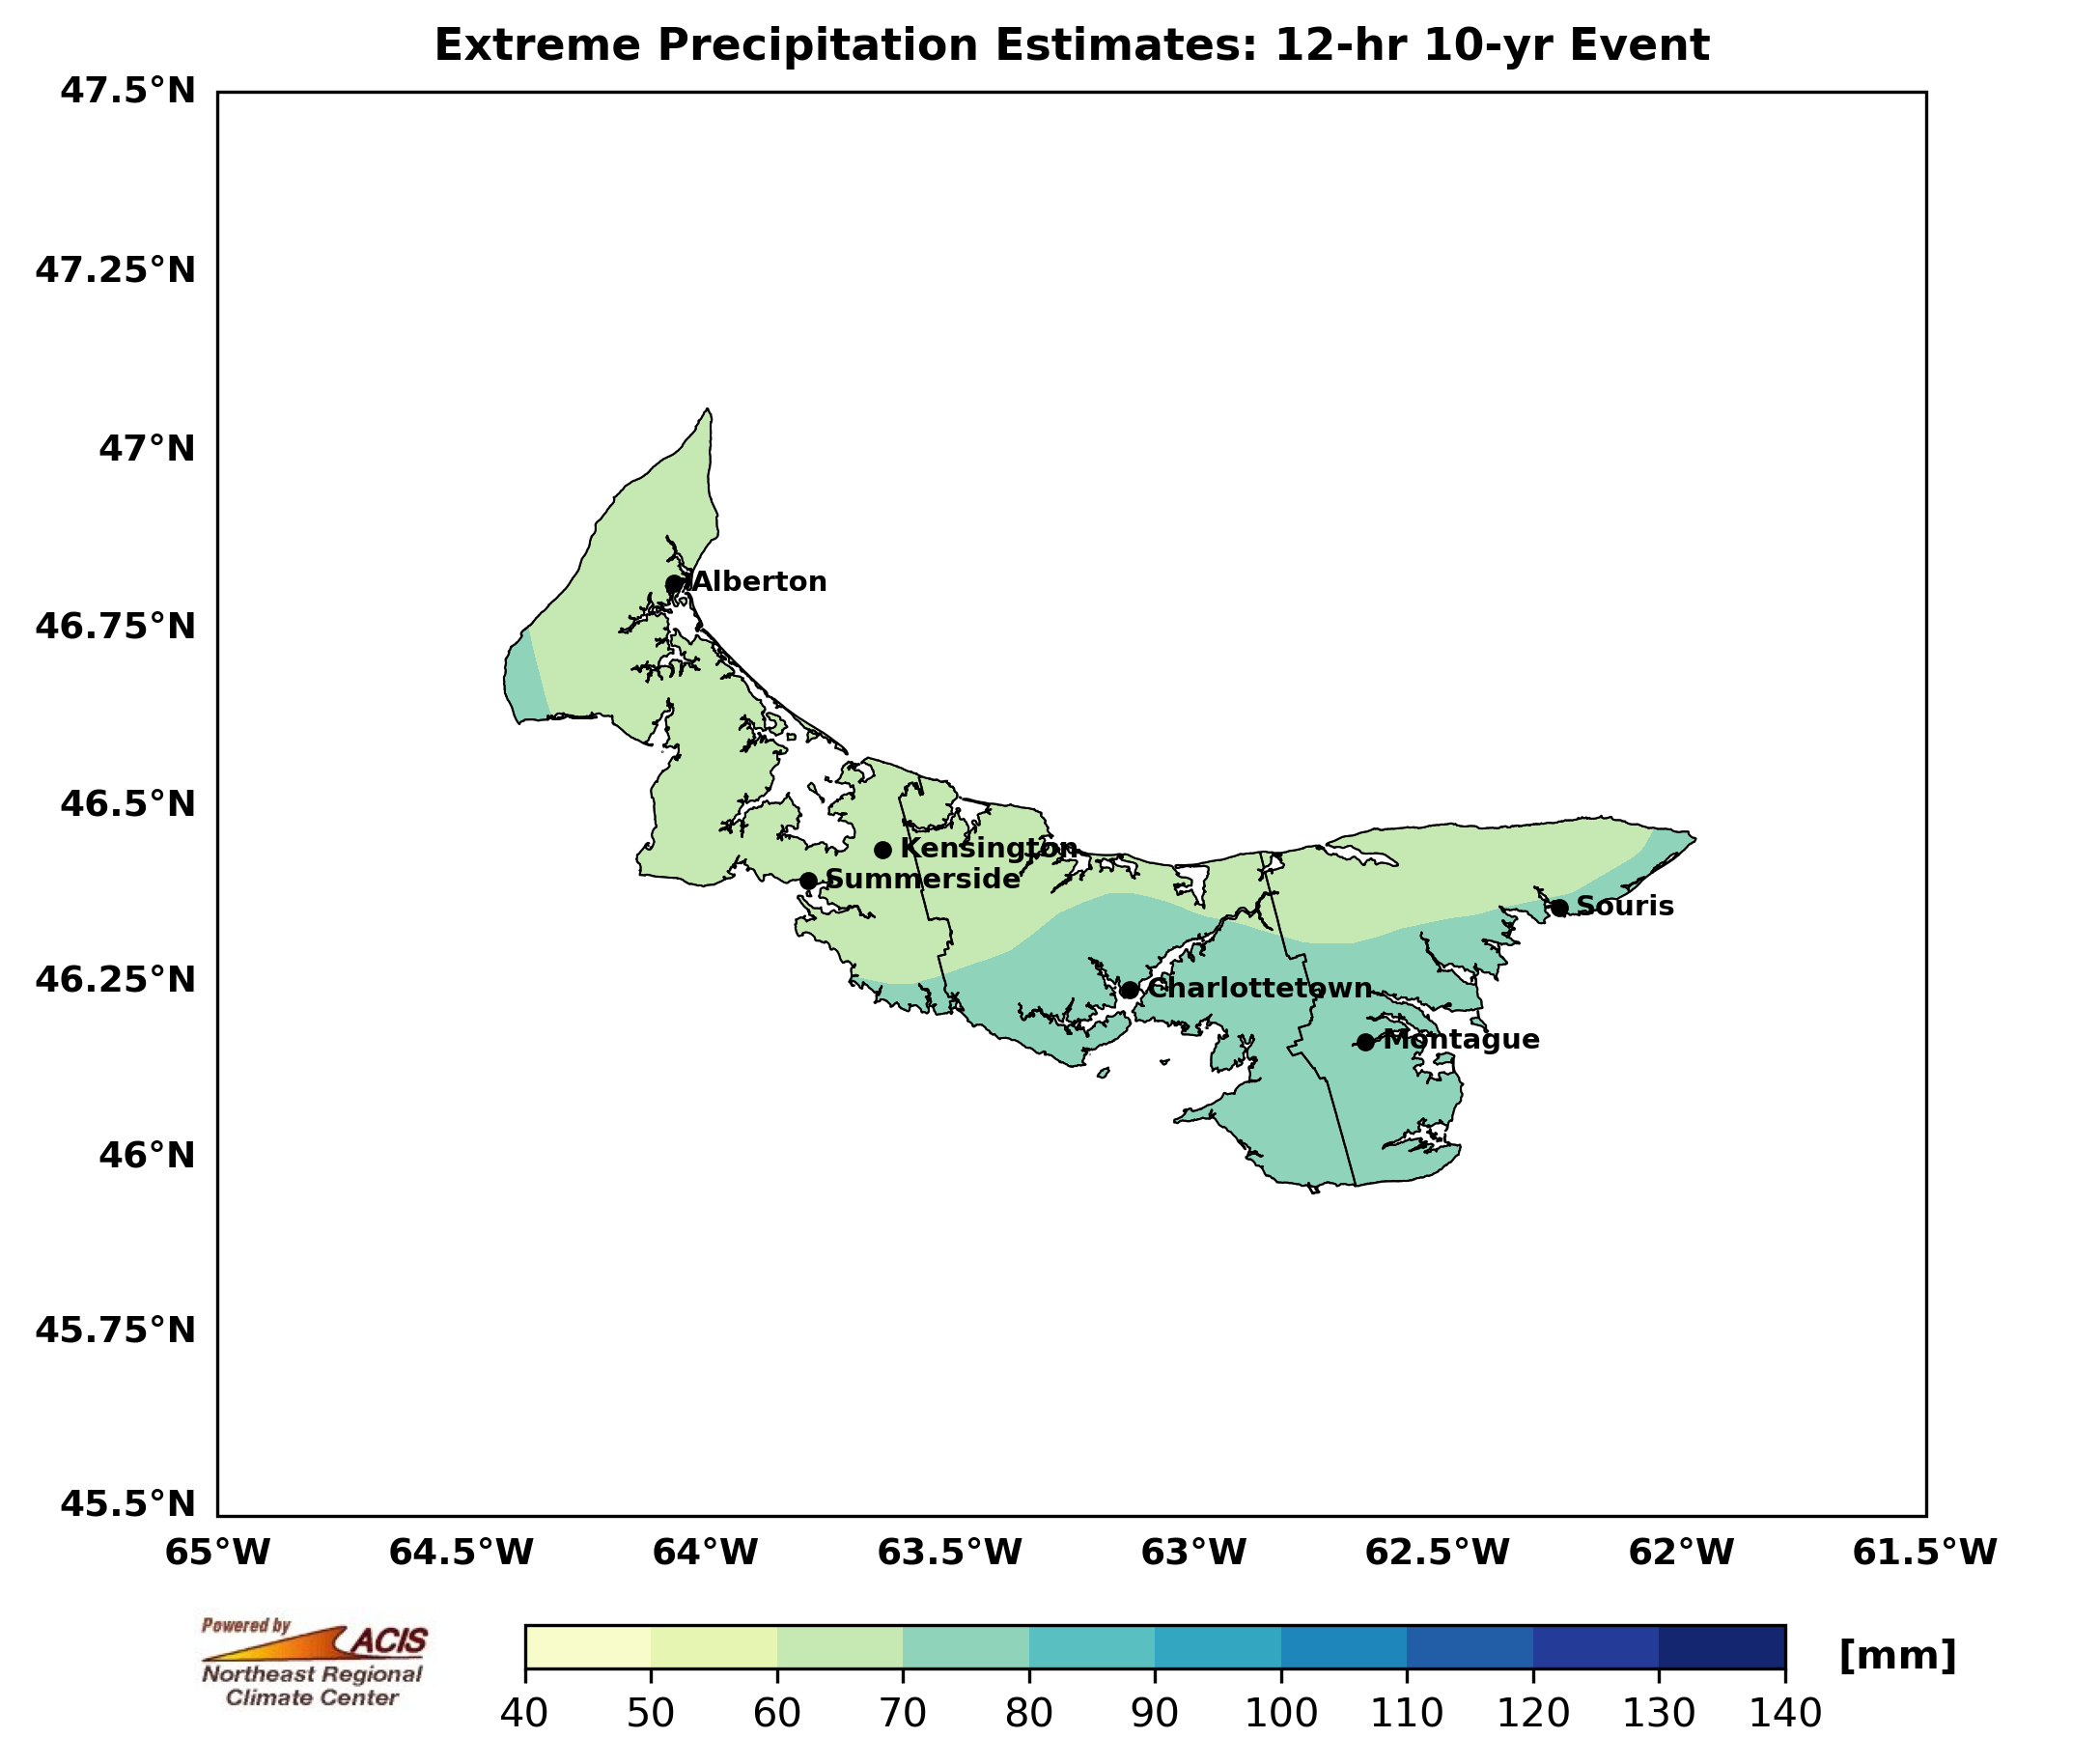 Extreme Precipitation Estimates: 12-hr 10-yr Event
47.5°N
47.25°N
47°N
46.75°N
46.5°N
46.25°N
46°N
45.75°N
45.5°N
Alberton
Kensington
Summerside
Souris
Charlottetown
Montague
65°W 64.5°W 64°W 63.5°W 63°W 62.5°W 62°W 61.5°W
Powered by
ACIS
Northeast Regional
Climate Center
[mm]
40 50 60 70 80 90 100 110 120 130 140